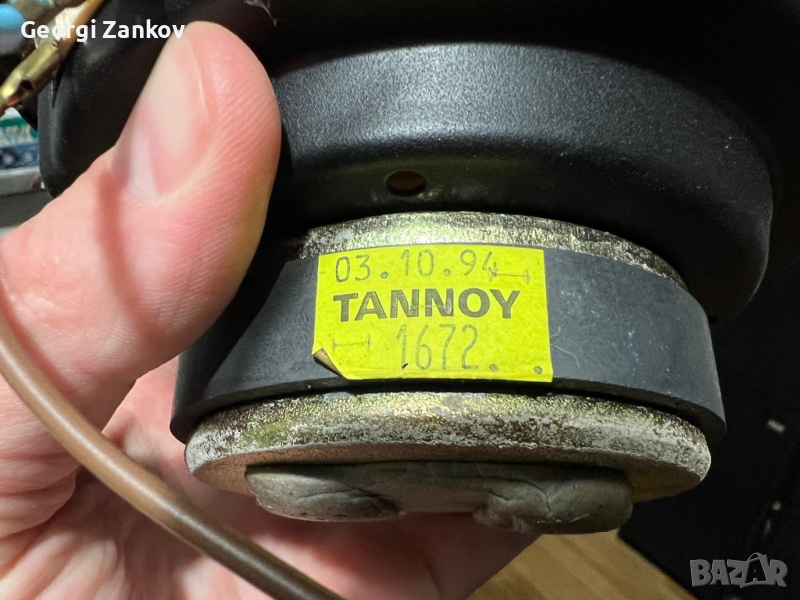 Georgi Zankov
03.10.94
TANNOY
1672.
BAZAR